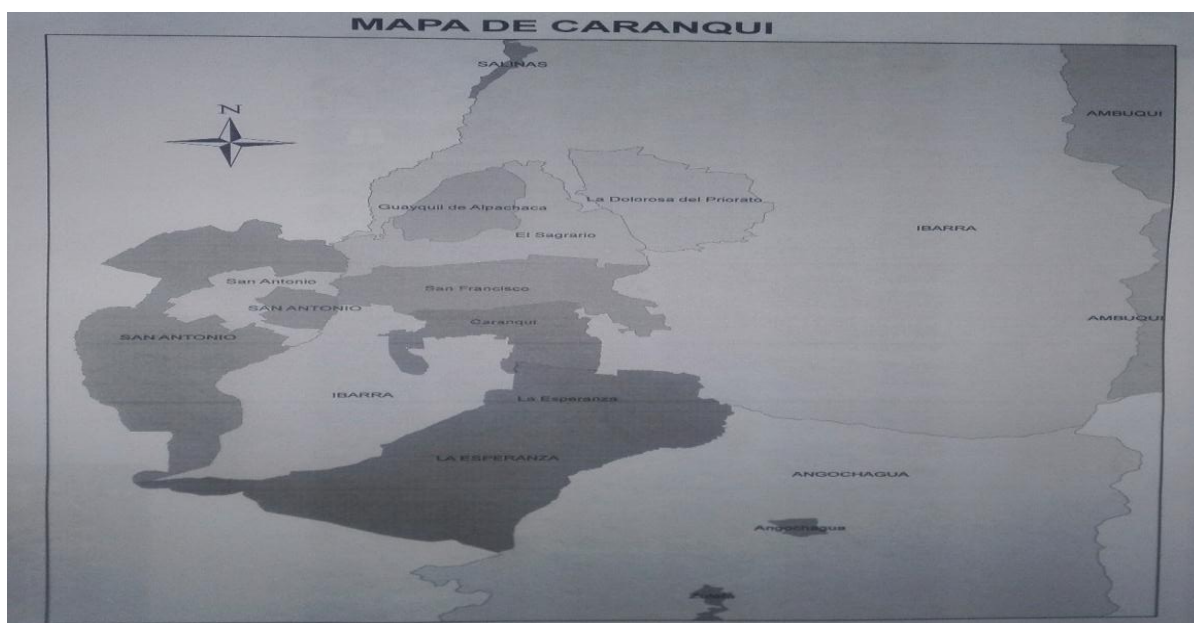 MAPA DE CARANQUI
SALINAS
N
AMBUQUI
Guayquil de Alpachaca
La Dolorosa del Priorato
El Sagrario
IBARRA
San Antonio
San Francisco
SAN ANTONIO
Caranqui
AMBUQUI
SAN ANTONIO
IBARRA
La Esperanza
LA ESPERANZA
ANGOCHAGUA
Angochagua